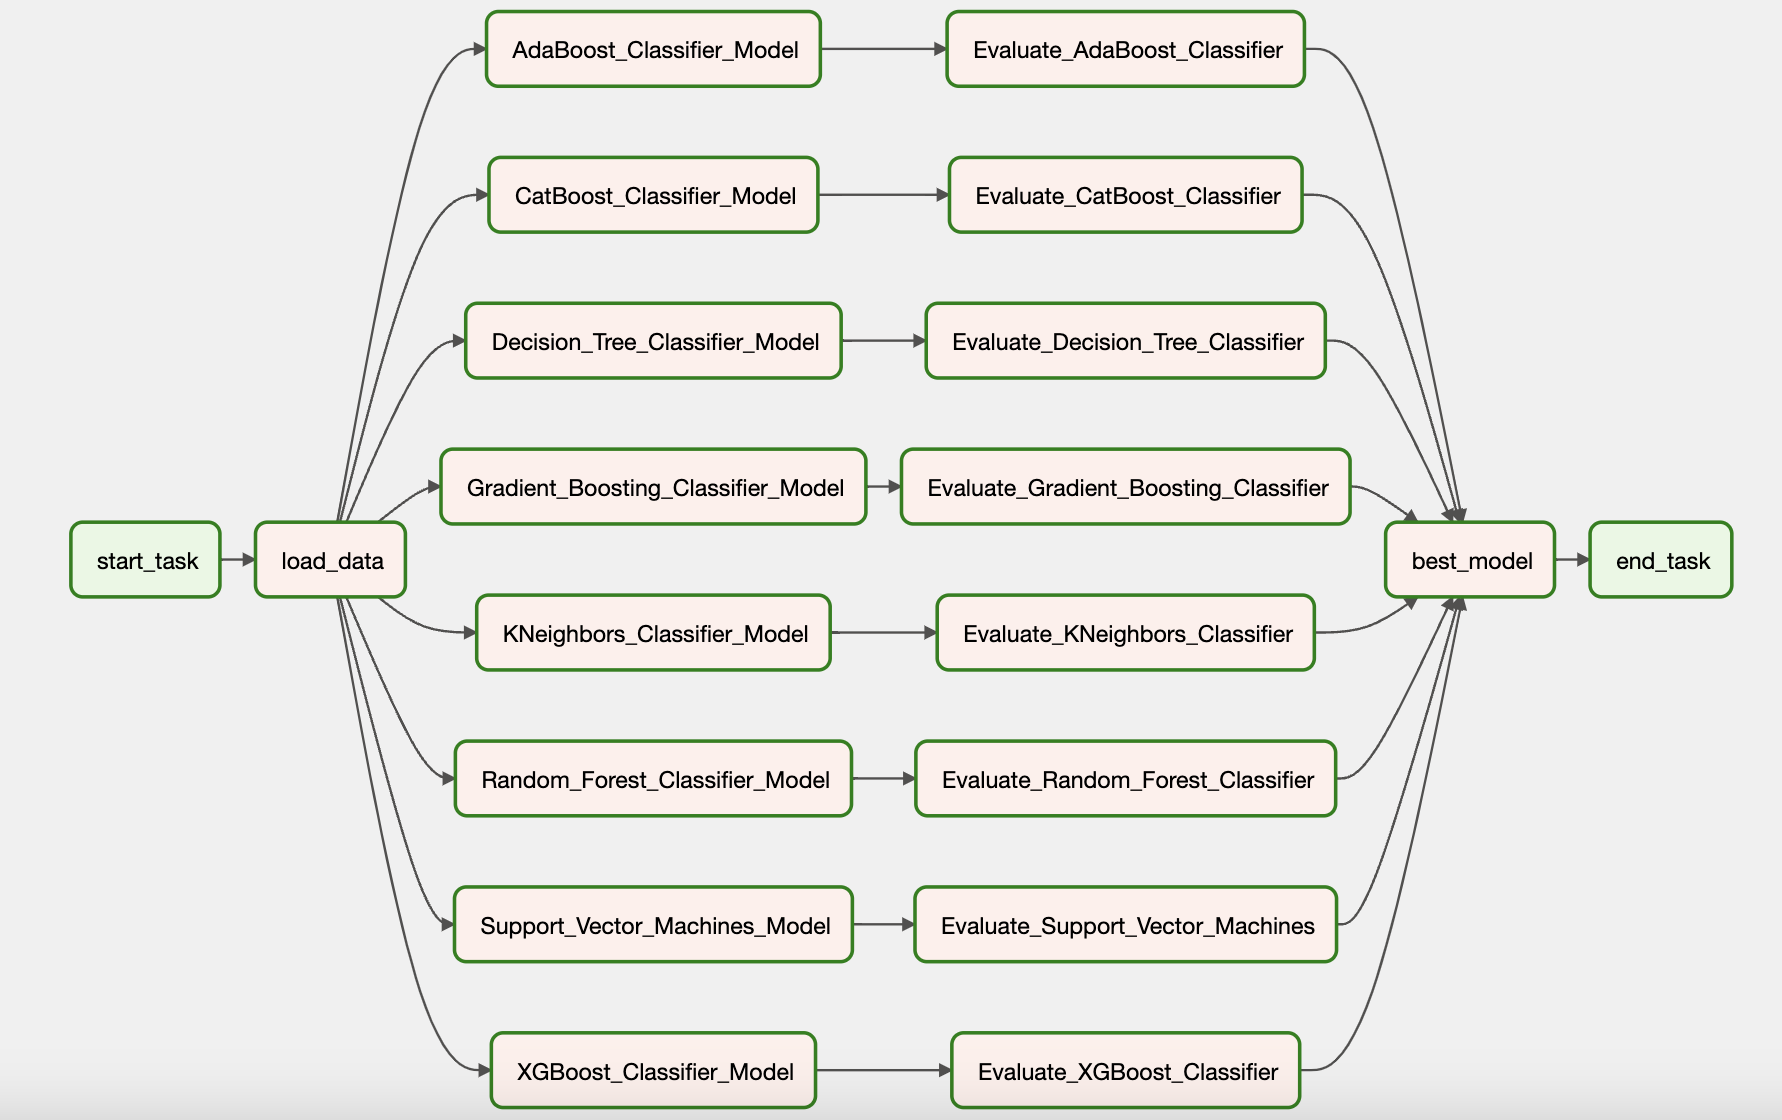 AdaBoost_Classifier_Model
Evaluate_AdaBoost_Classifier
CatBoost_Classifier_Model
Evaluate_CatBoost_Classifier
Decision_Tree_Classifier_Model
Evaluate_Decision_Tree_Classifier
Gradient_Boosting_Classifier_Model
Evaluate_Gradient_Boosting_Classifier
start_task
load_data
best_model
end_task
KNeighbors_Classifier_Model
Evaluate_KNeighbors_Classifier
Random_Forest_Classifier_Model
Evaluate_Random_Forest_Classifier
Support_Vector_Machines_Model
Evaluate_Support_Vector_Machines
XGBoost_Classifier_Model
Evaluate_XGBoost_Classifier